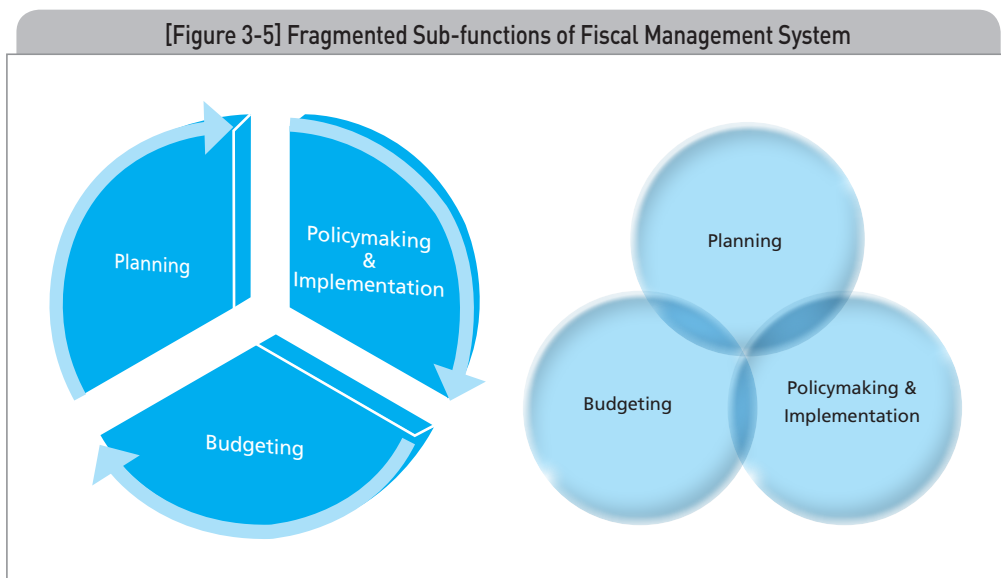 [Figure 3-5] Fragmented Sub-functions of Fiscal Management System
Planning
Policymaking
&
Implementation
Budgeting
Planning
Budgeting
Policymaking &
Implementation